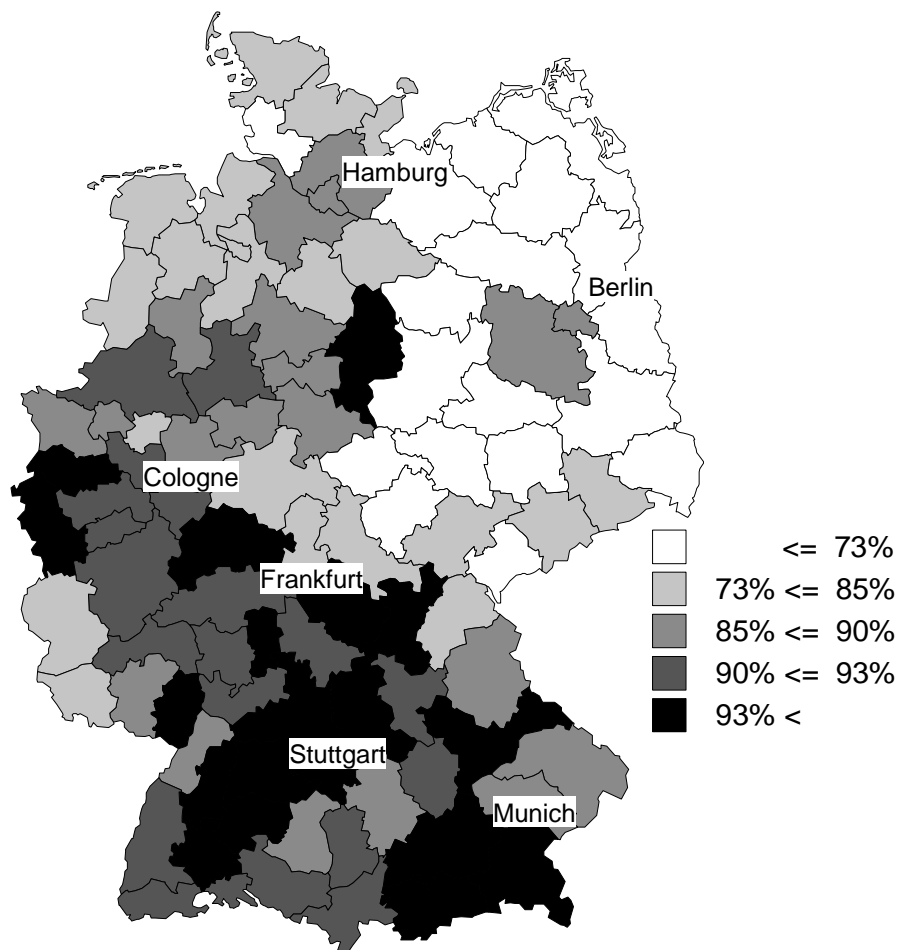 Hamburg
Berlin
Cologne
<= 73%
Frankfurt
73% <= 85%
85% <= 90%
90% <= 93%
93% <
Stuttgart
Munich